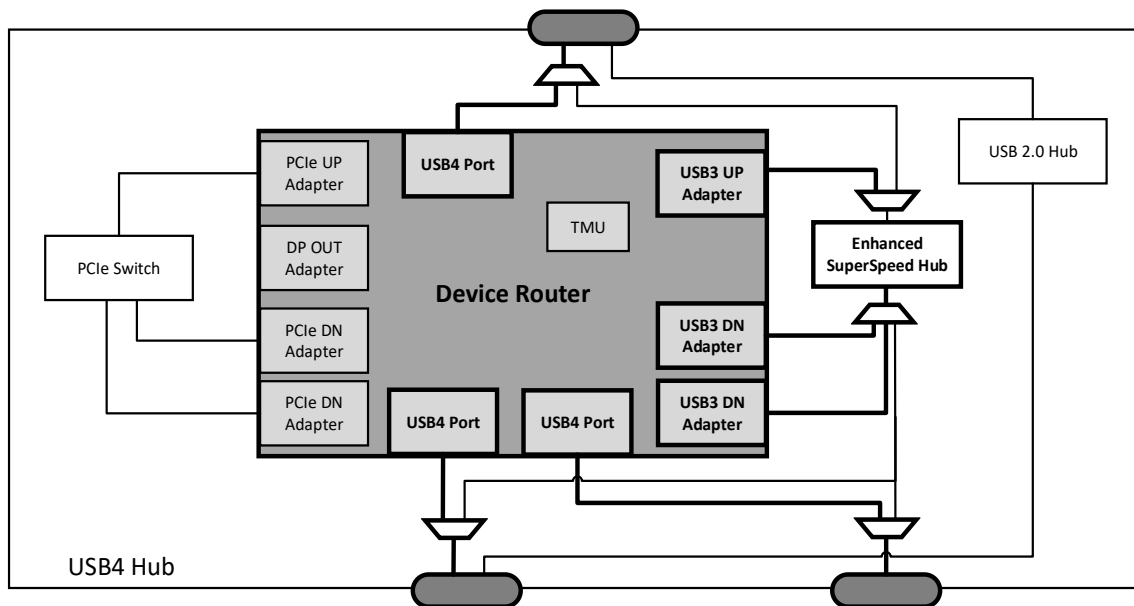 USB4 Port
USB 2.0 Hub
PCIe UP
Adapter
USB3 UP
Adapter
TMU
DP OUT
Adapter
PCIe Switch
Enhanced
SuperSpeed Hub
Device Router
PCIe DN
Adapter
USB3 DN
Adapter
PCIe DN
Adapter
USB4 Port
USB4 Port
USB3 DN
Adapter
USB4 Hub